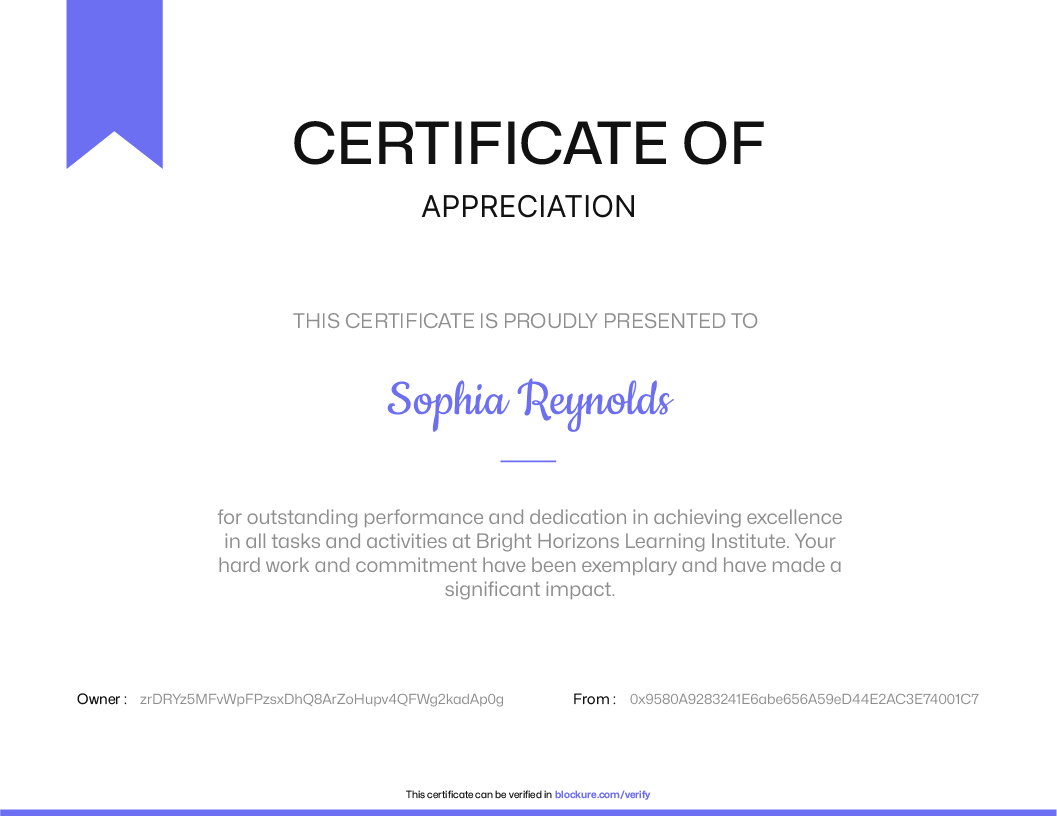 CERTIFICATE OF
APPRECIATION
THIS CERTIFICATE IS PROUDLY PRESENTED TO
Sophia Reynolds
for outstanding performance and dedication in achieving excellence
in all tasks and activities at Bright Horizons Learning Institute. Your
hard work and commitment have been exemplary and have made a
significant impact.
Owner : zrDRYz5MFvWpFPzsxDhQ8ArZoHupv4QFWg2kadAp0g From : 0x9580A9283241E6abe656A59eD44E2AC3E74001C7
This certificate can be verified in blockure.com/verify